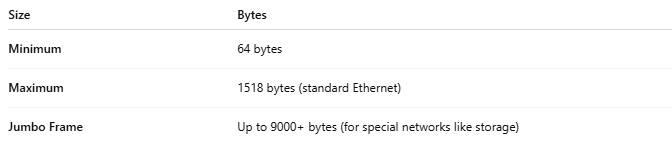 Size Bytes
Minimum 64 bytes
Maximum 1518 bytes (standard Ethernet)
Jumbo Frame Up to 9000+ bytes (for special networks like storage)